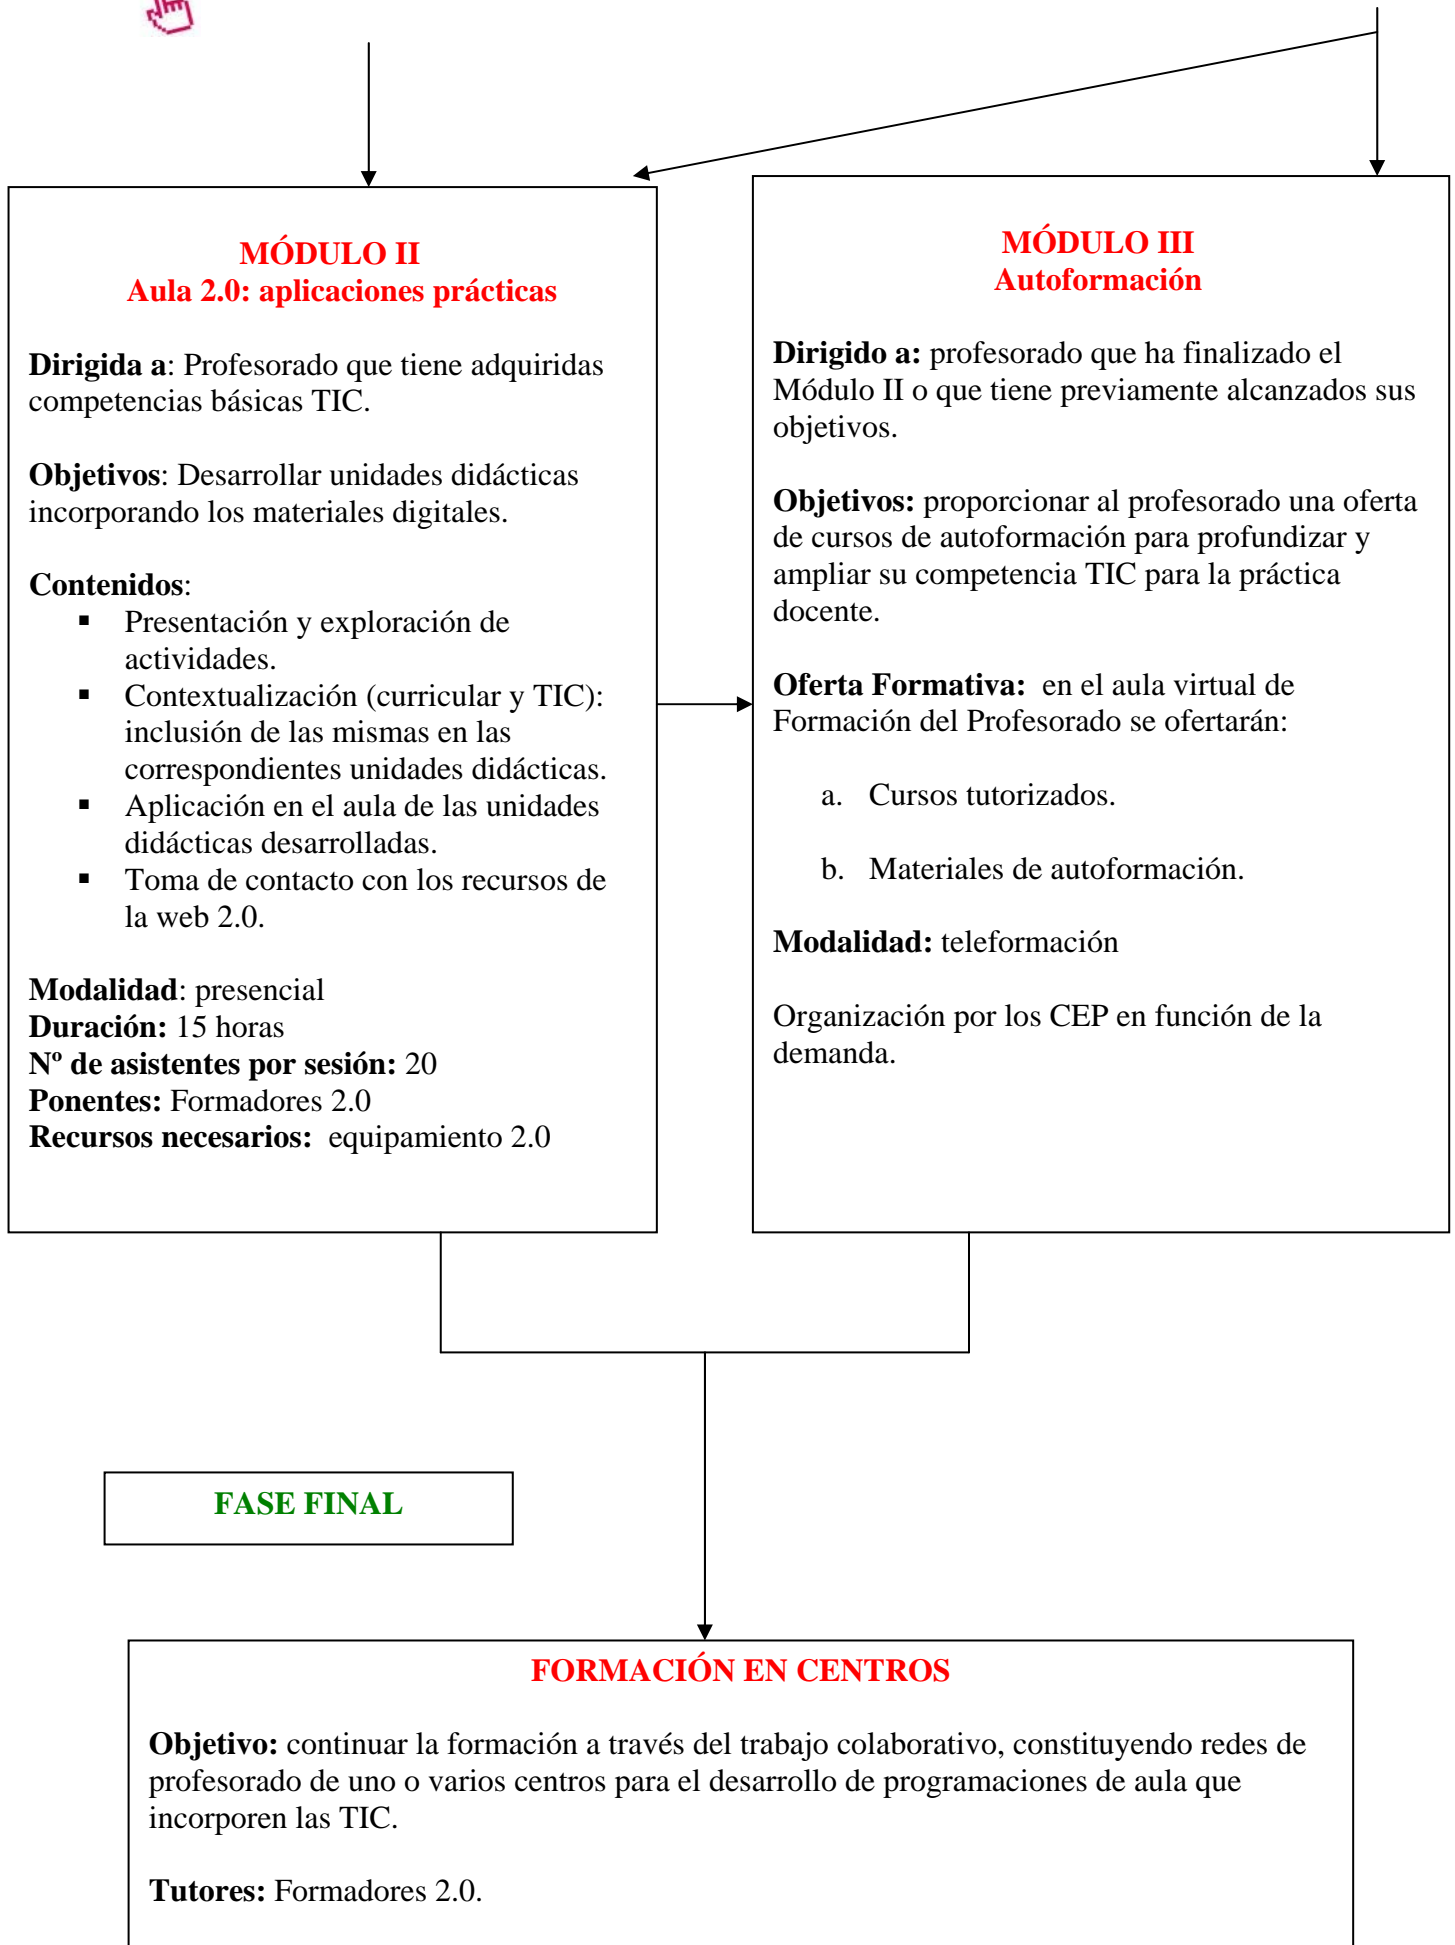 MÓDULO II
Aula 2.0: aplicaciones prácticas
Dirigida a: Profesorado que tiene adquiridas
competencias básicas TIC.
Objetivos: Desarrollar unidades didácticas
incorporando los materiales digitales.
Contenidos:
▪ Presentación y exploración de
actividades.
▪ Contextualización (curricular y TIC):
inclusión de las mismas en las
correspondientes unidades didácticas.
▪ Aplicación en el aula de las unidades
didácticas desarrolladas.
▪ Toma de contacto con los recursos de
la web 2.0.
Modalidad: presencial
Duración: 15 horas
Nº de asistentes por sesión: 20
Ponentes: Formadores 2.0
Recursos necesarios: equipamiento 2.0
MÓDULO III
Autoformación
Dirigido a: profesorado que ha finalizado el
Módulo II o que tiene previamente alcanzados sus
objetivos.
Objetivos: proporcionar al profesorado una oferta
de cursos de autoformación para profundizar y
ampliar su competencia TIC para la práctica
docente.
Oferta Formativa: en el aula virtual de
Formación del Profesorado se ofertarán:
a. Cursos tutorizados.
b. Materiales de autoformación.
Modalidad: teleformación
Organización por los CEP en función de la
demanda.
FASE FINAL
FORMACIÓN EN CENTROS
Objetivo: continuar la formación a través del trabajo colaborativo, constituyendo redes de
profesorado de uno o varios centros para el desarrollo de programaciones de aula que
incorporen las TIC.
Tutores: Formadores 2.0.